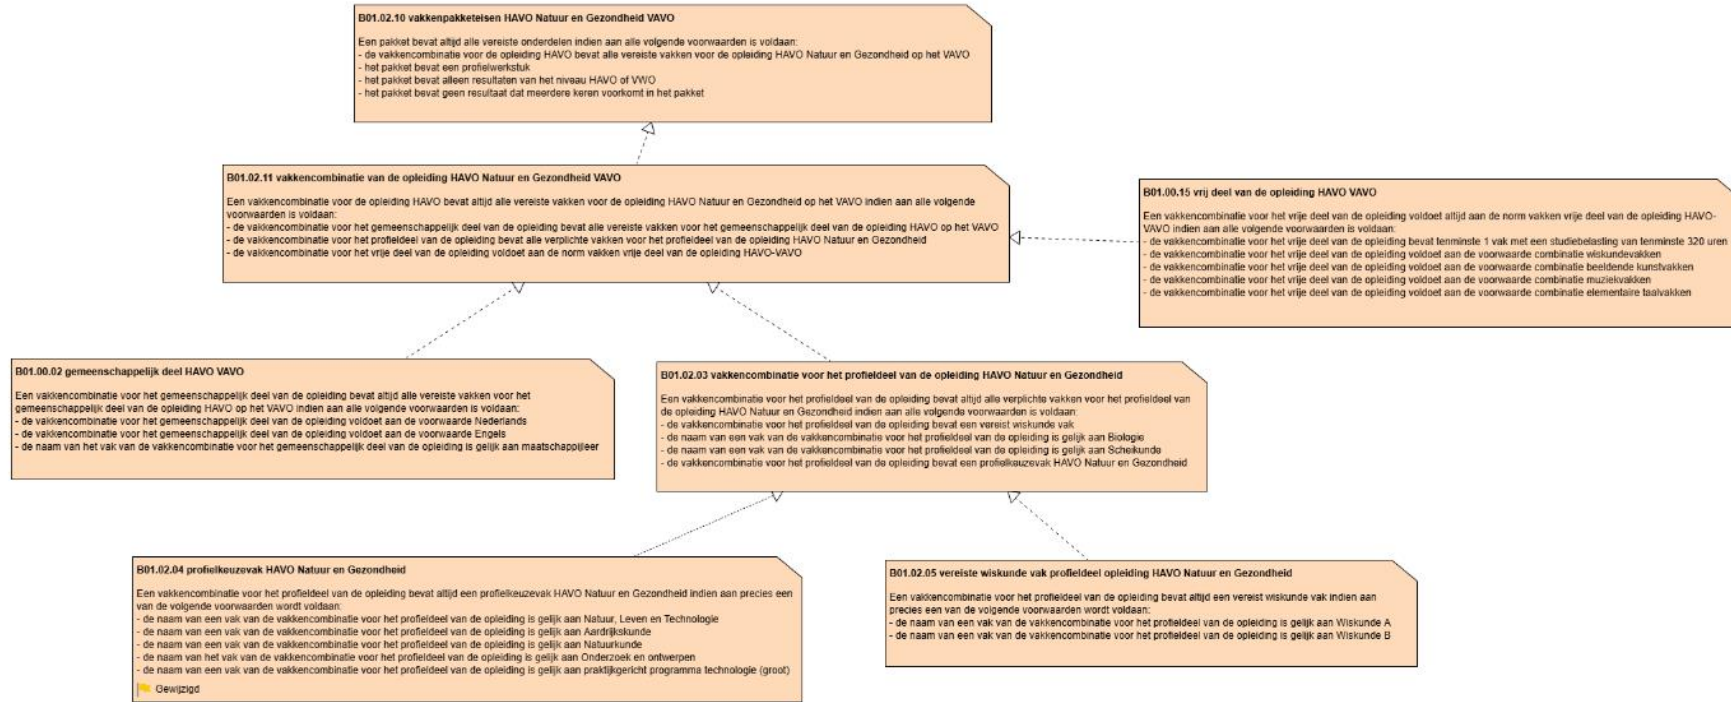 B01.02.10 vakkenpakketeisen HAVO Natuur en Gezondheid VAVO
Een pakket bevat altijd alle vereiste onderdelen indien aan alle volgende voorwaarden is voldaan:
- de vakkencombinatie voor de opleiding HAVO bevat alle vereiste vakken voor de opleiding HAVO Natuur en Gezondheid op het VAVO
- het pakket bevat een profielwerkstuk
- het pakket bevat alleen resultaten van het niveau HAVO of VWO
- het pakket bevat geen resultaat dat meerdere keren voorkomt in het pakket
B01.02.11 vakkencombinatie van de opleiding HAVO Natuur en Gezondheid VAVO
Een vakkencombinatie voor de opleiding HAVO bevat altijd alle vereiste vakken voor de opleiding HAVO Natuur en Gezondheid op het VAVO indien aan alle volgende
voorwaarden is voldaan:
- de vakkencombinatie voor het gemeenschappelijk deel van de opleiding bevat alle vereiste vakken voor het gemeenschappelijk deel van de opleiding HAVO op het VAVO
- de vakkencombinatie voor het profieldeel van de opleiding bevat alle verplichte vakken voor het profieldeel van de opleiding HAVO Natuur en Gezondheid
- de vakkencombinatie voor het vrije deel van de opleiding voldoet aan de norm vakken vrije deel van de opleiding HAVO-VAVO
B01.00.15 vrij deel van de opleiding HAVO VAVO
Een vakkencombinatie voor het vrije deel van de opleiding voldoet altijd aan de norm vakken vrije deel van de opleiding HAVO-
VAVO indien aan alle volgende voorwaarden is voldaan:
- de vakkencombinatie voor het vrije deel van de opleiding bevat tenminste 1 vak met een studiebelasting van tenminste 320 uren
- de vakkencombinatie voor het vrije deel van de opleiding voldoet aan de voorwaarde combinatie wiskundevakken
- de vakkencombinatie voor het vrije deel van de opleiding voldoet aan de voorwaarde combinatie beeldende kunstvakken
- de vakkencombinatie voor het vrije deel van de opleiding voldoet aan de voorwaarde combinatie muziekvakken
- de vakkencombinatie voor het vrije deel van de opleiding voldoet aan de voorwaarde combinatie elementaire taalvakken
B01.00.02 gemeenschappelijk deel HAVO VAVO
Een vakkencombinatie voor het gemeenschappelijk deel van de opleiding bevat altijd alle vereiste vakken voor het
gemeenschappelijk deel van de opleiding HAVO op het VAVO indien aan alle volgende voorwaarden is voldaan:
- de vakkencombinatie voor het gemeenschappelijk deel van de opleiding voldoet aan de voorwaarde Nederlands
- de vakkencombinatie voor het gemeenschappelijk deel van de opleiding voldoet aan de voorwaarde Engels
- de naam van het vak van de vakkencombinatie voor het gemeenschappelijk deel van de opleiding is gelijk aan maatschappijleer
B01.02.03 vakkencombinatie voor het profieldeel van de opleiding HAVO Natuur en Gezondheid
Een vakkencombinatie voor het profieldeel van de opleiding bevat altijd alle verplichte vakken voor het profieldeel van
de opleiding HAVO Natuur en Gezondheid indien aan alle volgende voorwaarden is voldaan:
- de vakkencombinatie voor het profieldeel van de opleiding bevat een vereist wiskunde vak
- de naam van een vak van de vakkencombinatie voor het profieldeel van de opleiding is gelijk aan Biologie
- de naam van een vak van de vakkencombinatie voor het profieldeel van de opleiding is gelijk aan Scheikunde
- de vakkencombinatie voor het profieldeel van de opleiding bevat een profielkeuzevak HAVO Natuur en Gezondheid
B01.02.04 profielkeuzevak HAVO Natuur en Gezondheid
Een vakkencombinatie voor het profieldeel van de opleiding bevat altijd een profielkeuzevak HAVO Natuur en Gezondheid indien aan precies een
van de volgende voorwaarden wordt voldaan:
- de naam van een vak van de vakkencombinatie voor het profieldeel van de opleiding is gelijk aan Natuur, Leven en Technologie
- de naam van een vak van de vakkencombinatie voor het profieldeel van de opleiding is gelijk aan Aardrijkskunde
- de naam van een vak van de vakkencombinatie voor het profieldeel van de opleiding is gelijk aan Natuurkunde
- de naam van het vak van de vakkencombinatie voor het profieldeel van de opleiding is gelijk aan Onderzoek en ontwerpen
- de naam van een vak van de vakkencombinatie voor het profieldeel van de opleiding is gelijk aan praktijkgericht programma technologie (groot)
Gewijzigd
B01.02.05 vereiste wiskunde vak profieldeel opleiding HAVO Natuur en Gezondheid
Een vakkencombinatie voor het profieldeel van de opleiding bevat altijd een vereist wiskunde vak indien aan
precies een van de volgende voorwaarden wordt voldaan:
- de naam van een vak van de vakkencombinatie voor het profieldeel van de opleiding is gelijk aan Wiskunde A
- de naam van een vak van de vakkencombinatie voor het profieldeel van de opleiding is gelijk aan Wiskunde B